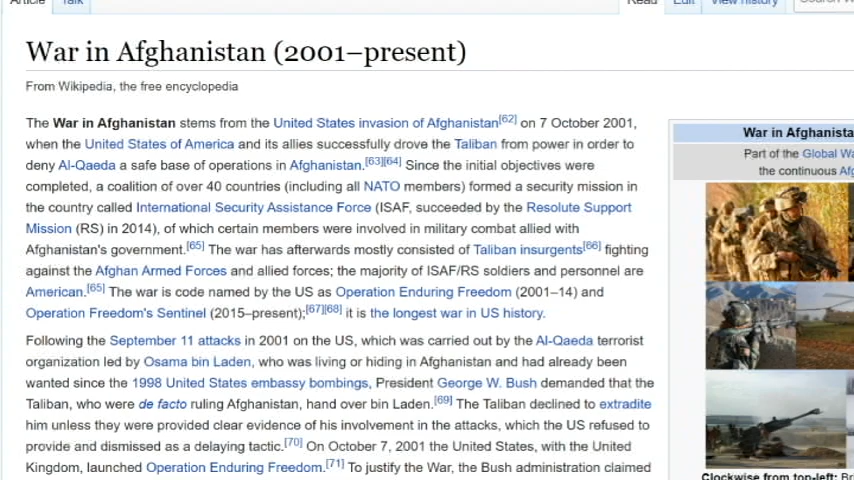 Article Talk Read Edit View history
War in Afghanistan (2001–present)
From Wikipedia, the free encyclopedia
The War in Afghanistan stems from the United States invasion of Afghanistan[62] on 7 October 2001,
when the United States of America and its allies successfully drove the Taliban from power in order to
deny Al-Qaeda a safe base of operations in Afghanistan.[63][64] Since the initial objectives were
completed, a coalition of over 40 countries (including all NATO members) formed a security mission in
the country called International Security Assistance Force (ISAF, succeeded by the Resolute Support
Mission (RS) in 2014), of which certain members were involved in military combat allied with
Afghanistan's government.[65] The war has afterwards mostly consisted of Taliban insurgents[66] fighting
against the Afghan Armed Forces and allied forces; the majority of ISAF/RS soldiers and personnel are
American.[65] The war is code named by the US as Operation Enduring Freedom (2001–14) and
Operation Freedom's Sentinel (2015–present);[67][68] it is the longest war in US history.
Following the September 11 attacks in 2001 on the US, which was carried out by the Al-Qaeda terrorist
organization led by Osama bin Laden, who was living or hiding in Afghanistan and had already been
wanted since the 1998 United States embassy bombings, President George W. Bush demanded that the
Taliban, who were de facto ruling Afghanistan, hand over bin Laden.[69] The Taliban declined to extradite
him unless they were provided clear evidence of his involvement in the attacks, which the US refused to
provide and dismissed as a delaying tactic.[70] On October 7, 2001 the United States, with the United
Kingdom, launched Operation Enduring Freedom.[71] To justify the War, the Bush administration claimed
War in Afghanista
Part of the Global Wa
the continuous Afg
Clockwise from top-left: Br